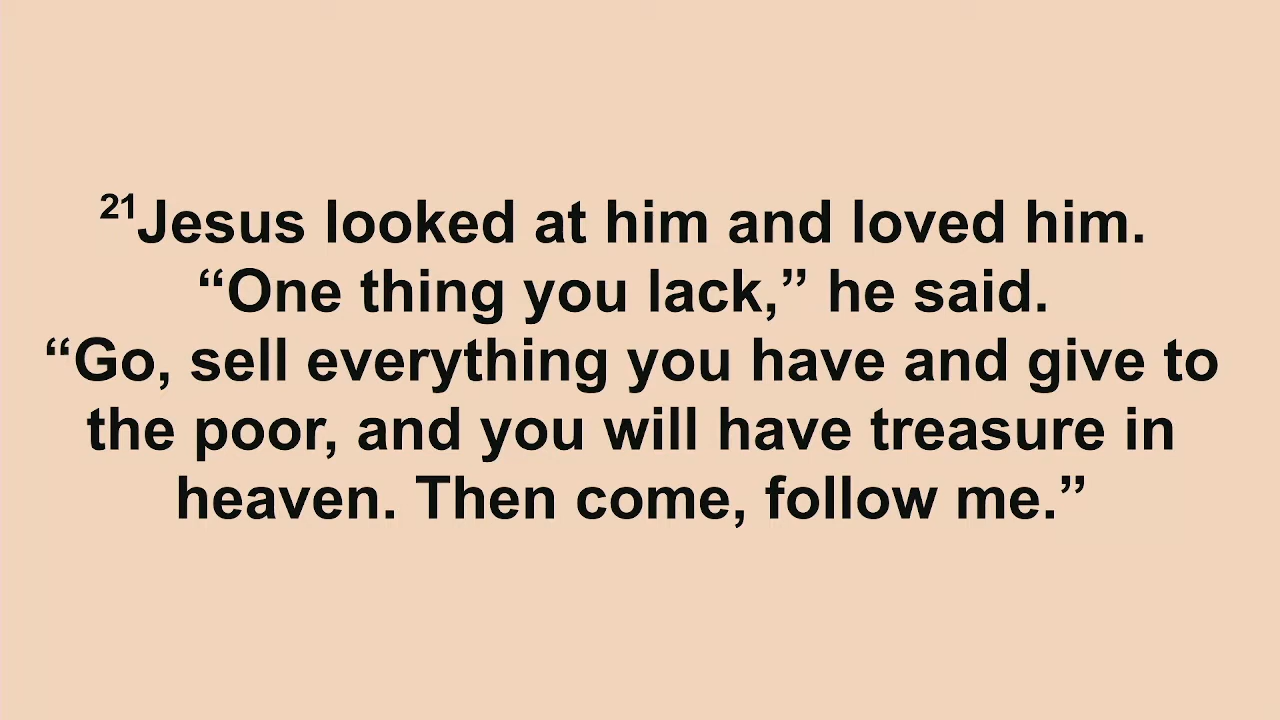 21Jesus looked at him and loved him.
“One thing you lack,” he said.
“Go, sell everything you have and give to
the poor, and you will have treasure in
heaven. Then come, follow me.”